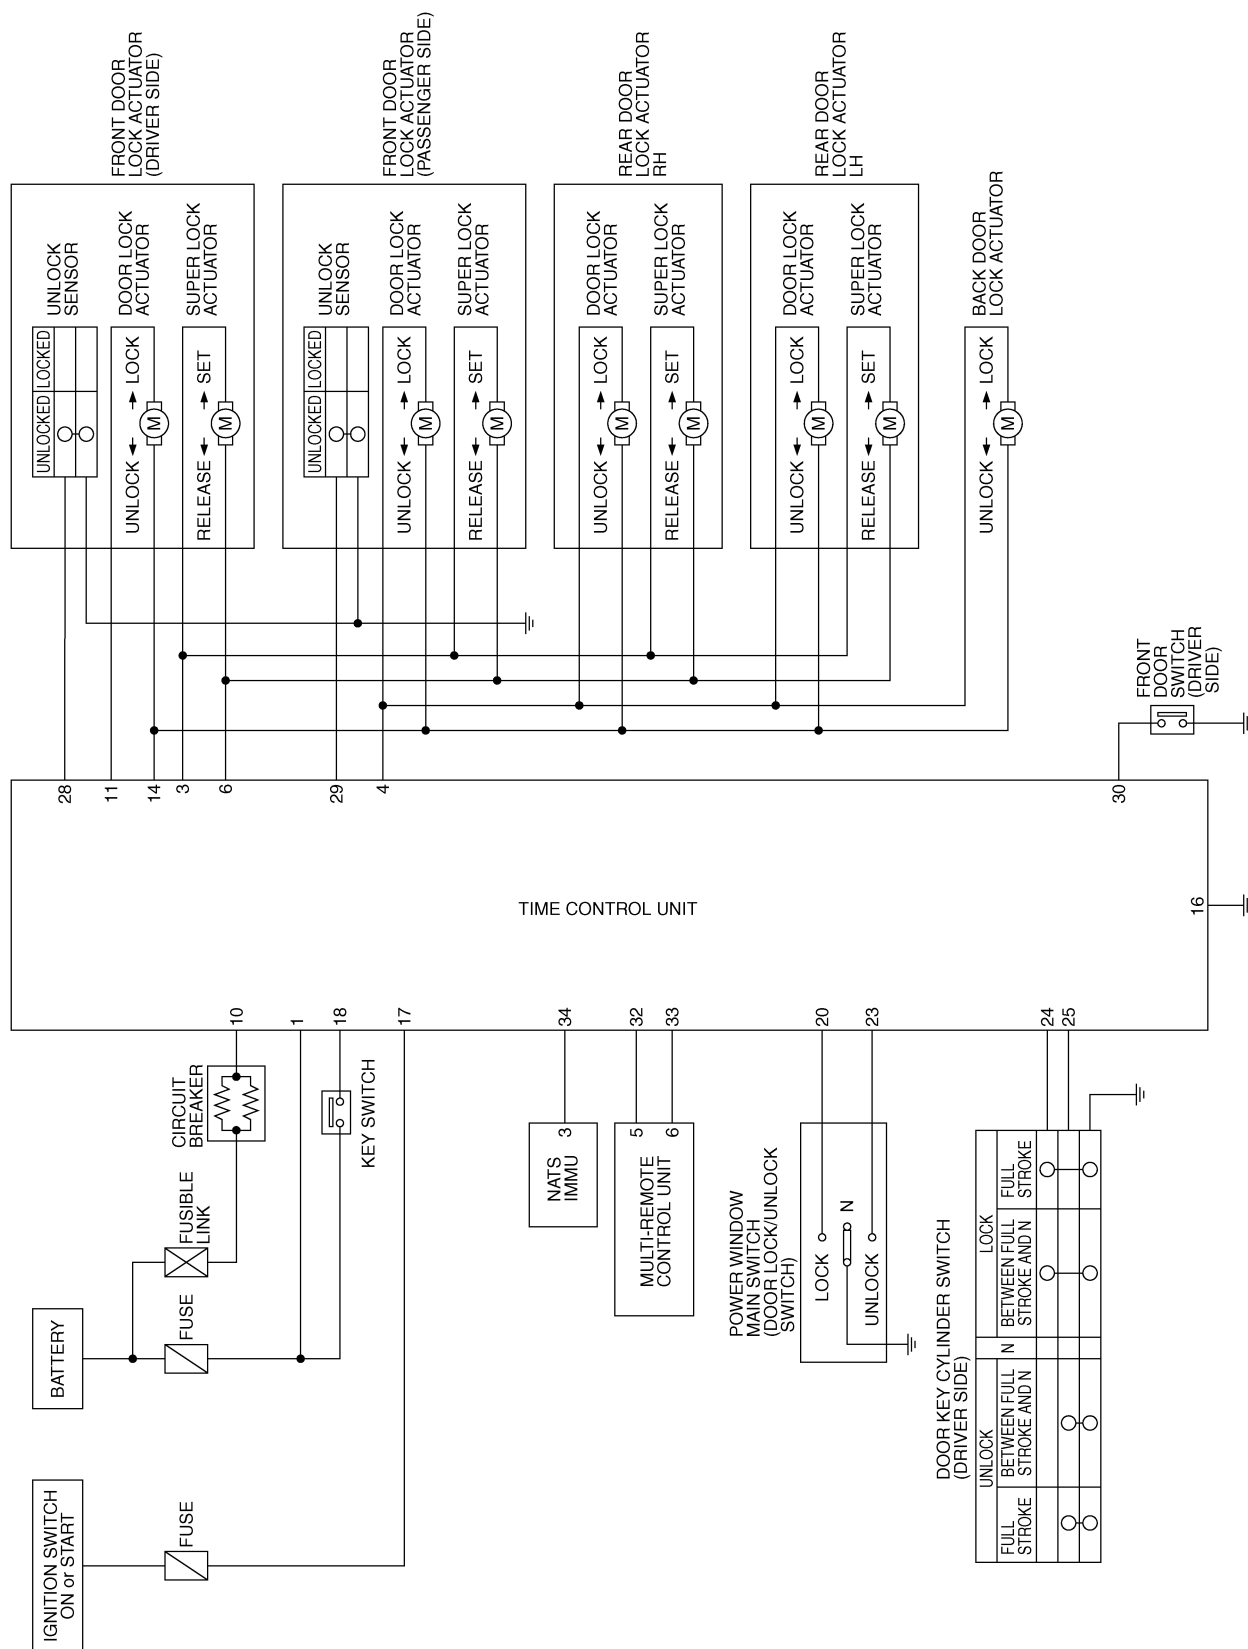 FRONT DOOR
LOCK ACTUATOR
(DRIVER SIDE)
UNLOCK
SENSOR
UNLOCKED
LOCKED
DOOR LOCK
ACTUATOR
UNLOCK
LOCK
M
SUPER LOCK
ACTUATOR
RELEASE
SET
M
FRONT DOOR
LOCK ACTUATOR
(PASSENGER SIDE)
UNLOCK
SENSOR
UNLOCKED
LOCKED
DOOR LOCK
ACTUATOR
UNLOCK
LOCK
M
SUPER LOCK
ACTUATOR
RELEASE
SET
M
REAR DOOR
LOCK ACTUATOR
RH
DOOR LOCK
ACTUATOR
UNLOCK
LOCK
M
SUPER LOCK
ACTUATOR
RELEASE
SET
M
REAR DOOR
LOCK ACTUATOR
LH
DOOR LOCK
ACTUATOR
UNLOCK
LOCK
M
SUPER LOCK
ACTUATOR
RELEASE
SET
M
BACK DOOR
LOCK ACTUATOR
UNLOCK
LOCK
M
FRONT
DOOR
SWITCH
(DRIVER
SIDE)
28
11
14
3
6
29
4
30
TIME CONTROL UNIT
16
10
1
18
17
34
32
33
20
23
24
25
CIRCUIT
BREAKER
KEY SWITCH
FUSIBLE
LINK
FUSE
BATTERY
FUSE
IGNITION SWITCH
ON or START
3
NATS
IMMU
5
6
MULTI-REMOTE
CONTROL UNIT
POWER WINDOW
MAIN SWITCH
(DOOR LOCK/UNLOCK
SWITCH)
LOCK
N
UNLOCK
DOOR KEY CYLINDER SWITCH
(DRIVER SIDE)
UNLOCK
N
LOCK
FULL
STROKE
BETWEEN FULL
STROKE AND N
BETWEEN FULL
STROKE AND N
FULL
STROKE